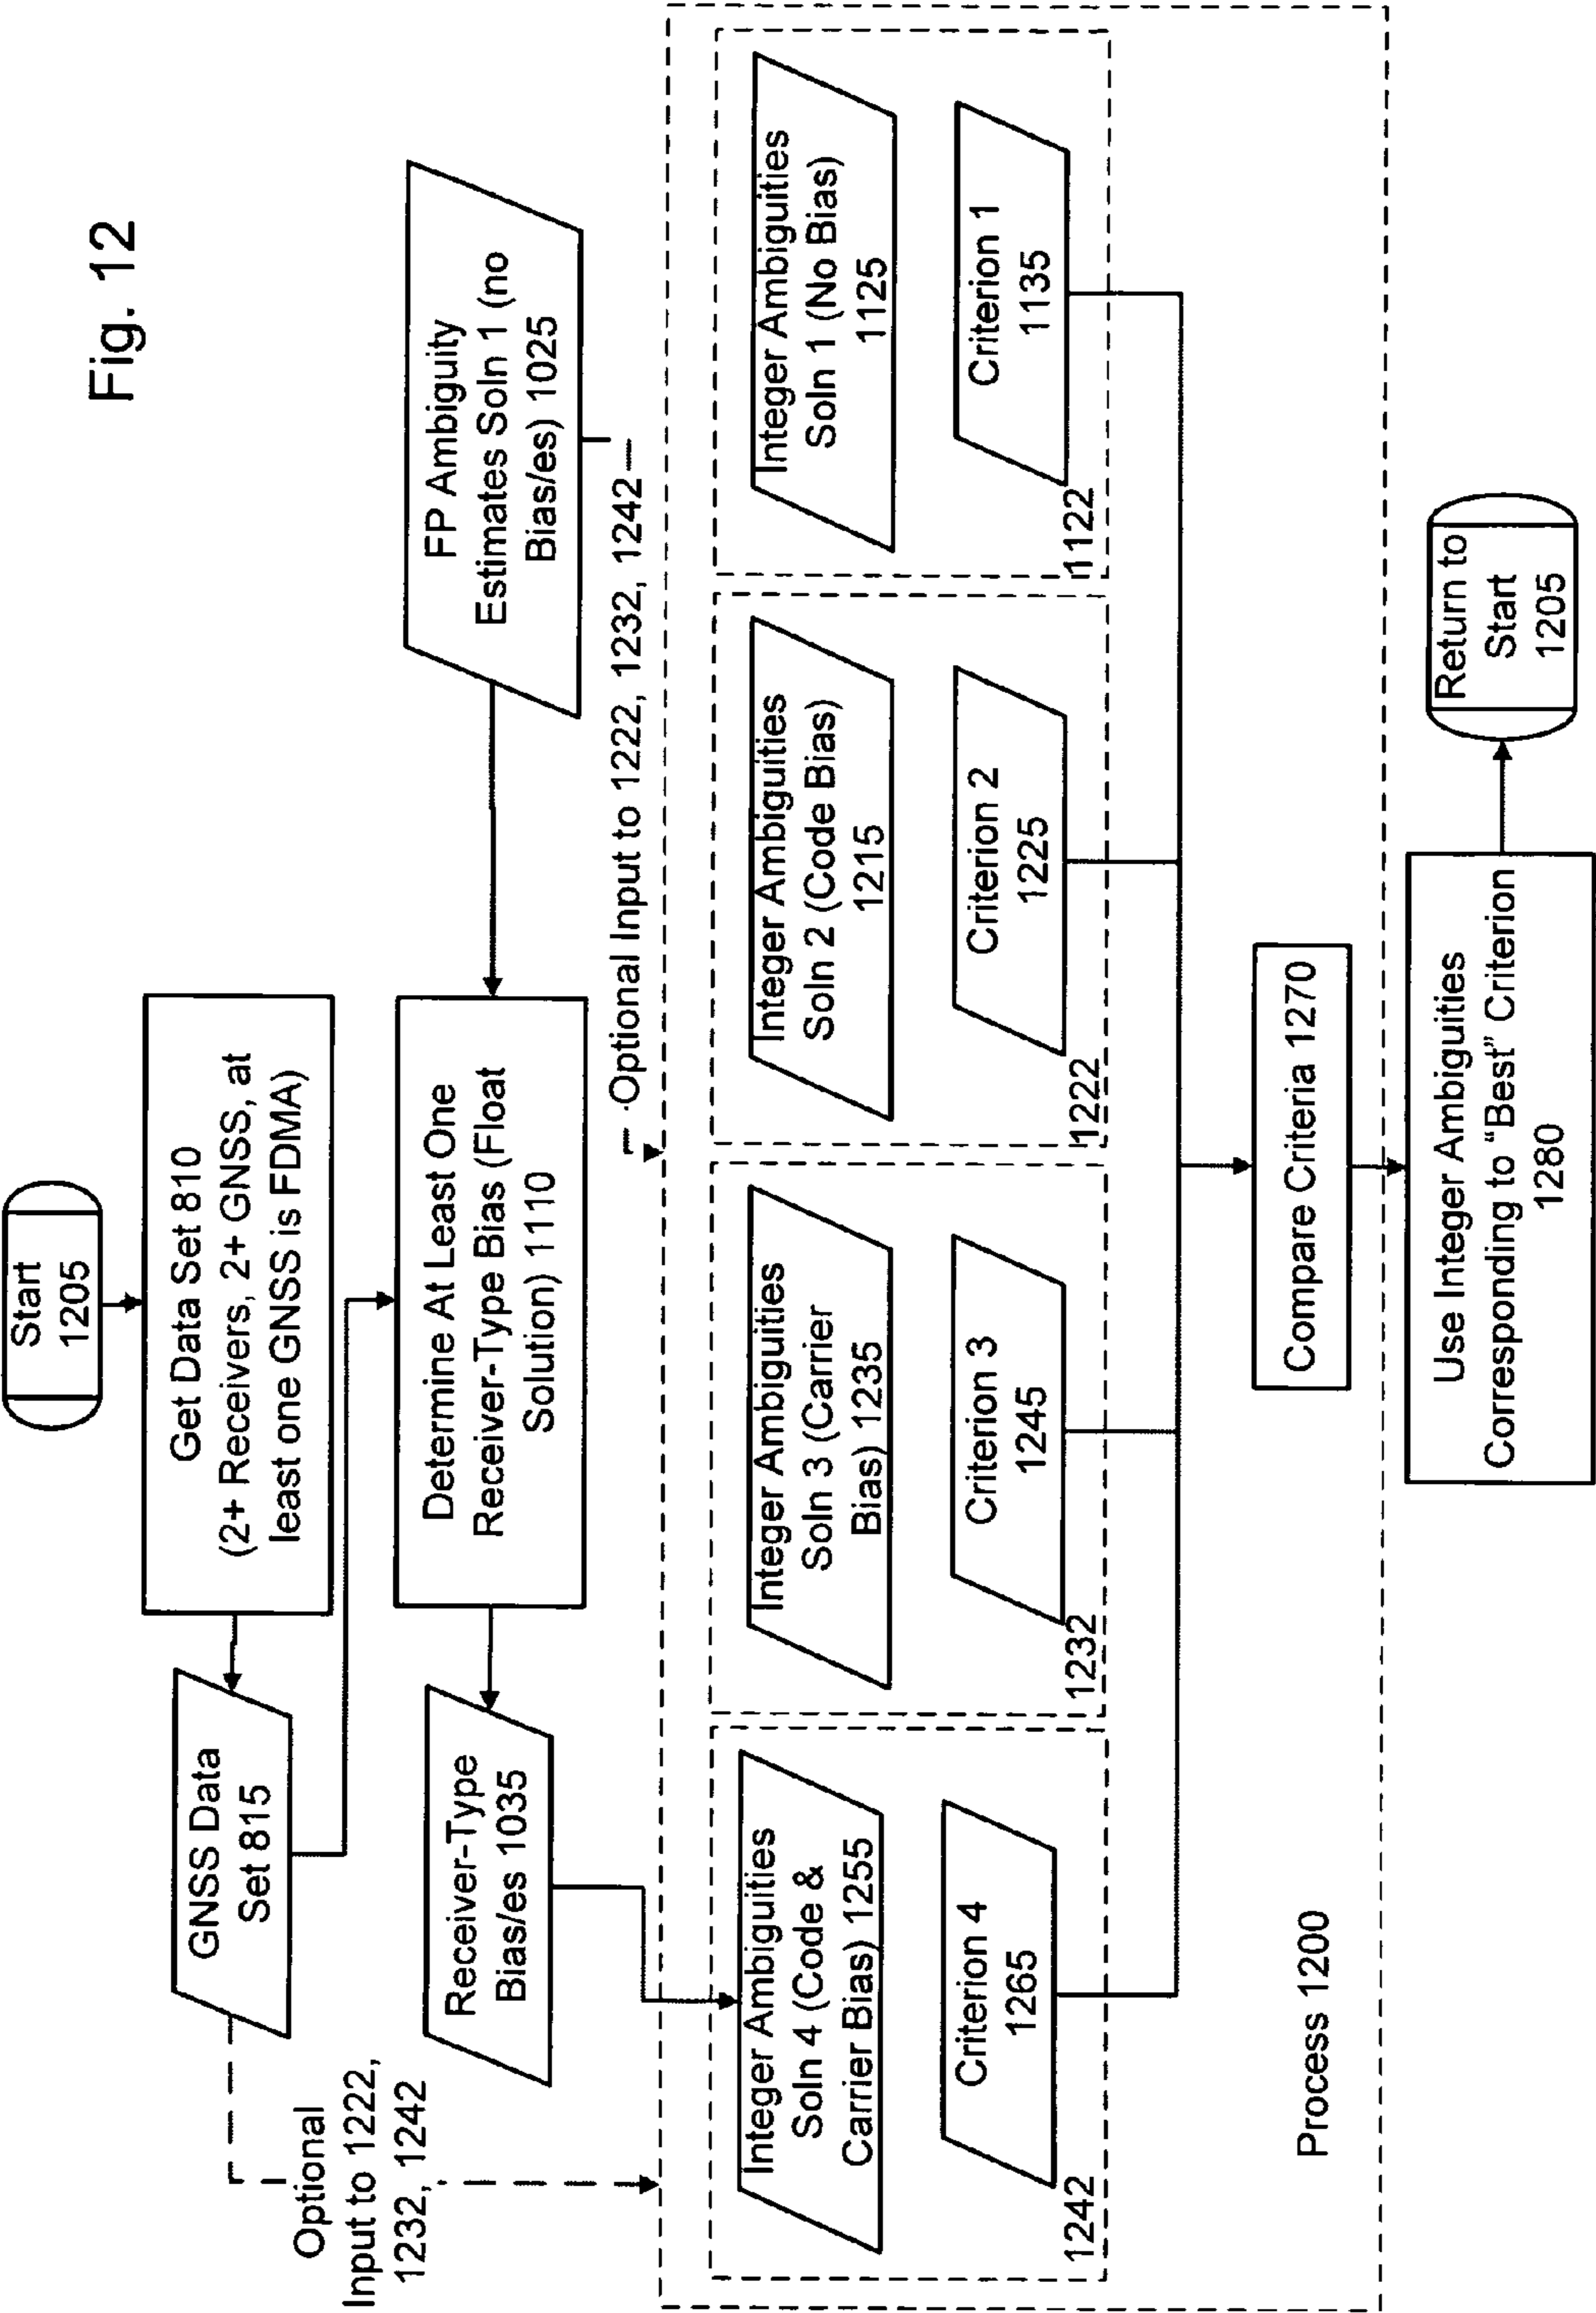 Fig. 12
Start
1205
Get Data Set 810
(2+ Receivers, 2+ GNSS, at
least one GNSS is FDMA)
GNSS Data
Set 815
Optional
Input to 1222,
1232, 1242
FP Ambiguity
Estimates Soln 1 (no
Bias/es) 1025
Determine At Least One
Receiver-Type Bias (Float
Solution) 1110
Receiver-Type
Bias/es 1035
Optional Input to 1222, 1232, 1242
Integer Ambiguities
Soln 4 (Code &
Carrier Bias) 1255
Criterion 4
1265
1242
Integer Ambiguities
Soln 3 (Carrier
Bias) 1235
Criterion 3
1245
1232
Integer Ambiguities
Soln 2 (Code Bias)
1215
Criterion 2
1225
1222
Integer Ambiguities
Soln 1 (No Bias)
1125
Criterion 1
1135
1122
Compare Criteria 1270
Process 1200
Use Integer Ambiguities
Corresponding to "Best" Criterion
1280
Return to
Start
1205